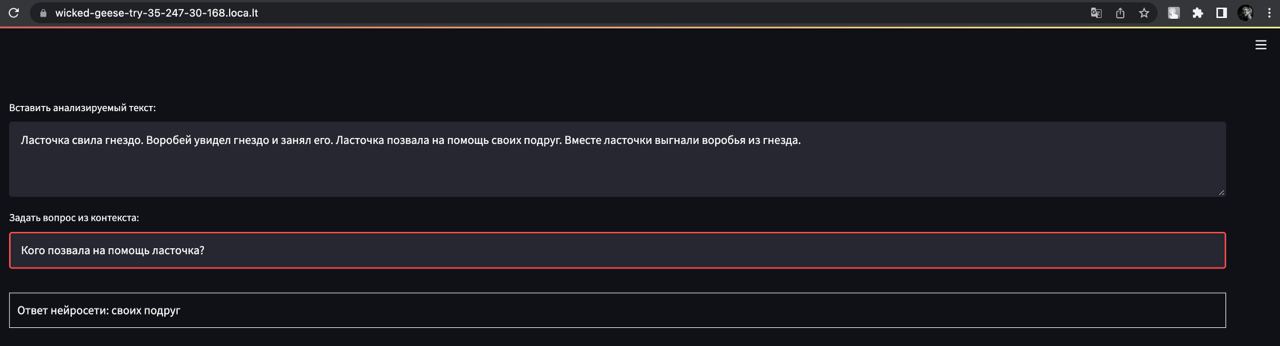 wicked-geese-try-35-247-30-168.loca.lt
Вставить анализируемый текст:
Ласточка свила гнездо. Воробей увидел гнездо и занял его. Ласточка позвала на помощь своих подруг. Вместе ласточки выгнали воробья из гнезда.
Задать вопрос из контекста:
Кого позвала на помощь ласточка?
Ответ нейросети: своих подруг